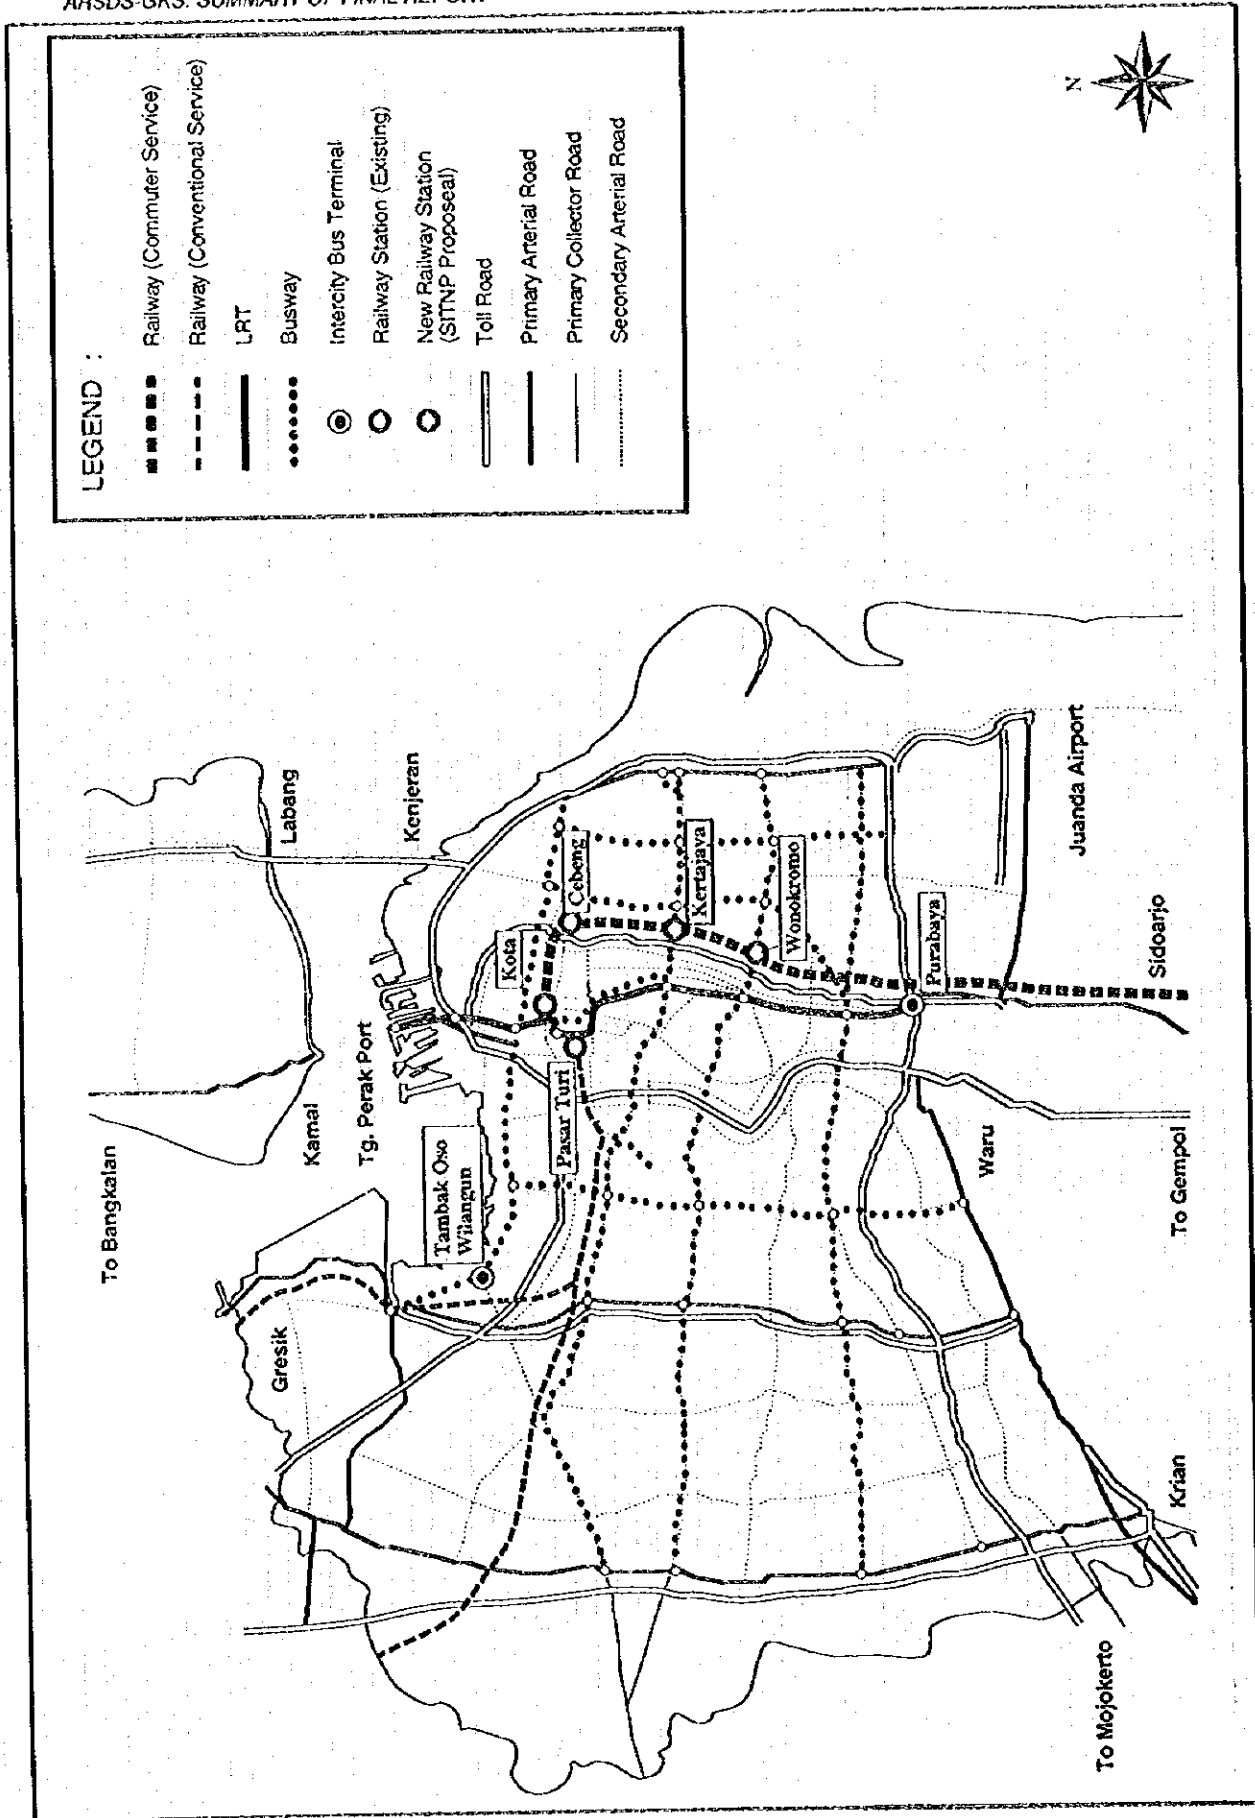 AHSDS-GKS: SUMMARY OF FINAL REPORT
LEGEND :
Railway (Commuter Service)
Railway (Conventional Service)
LRT
Busway
Intercity Bus Terminal
Railway Station (Existing)
New Railway Station
(SITNP Proposeal)
Toll Road
Primary Arterial Road
Primary Collector Road
Secondary Arterial Road
N
To Bangkalan
Kamal
Labang
Tg. Perak Port
Kenjeran
Gresik
Tambak Oso
Wilangun
Kota
Pasar Turi
Cebeng
Kertajaya
Wonokromo
Purabaya
Waru
Juanda Airport
Sidoarjo
To Gempol
Krian
To Mojokerto